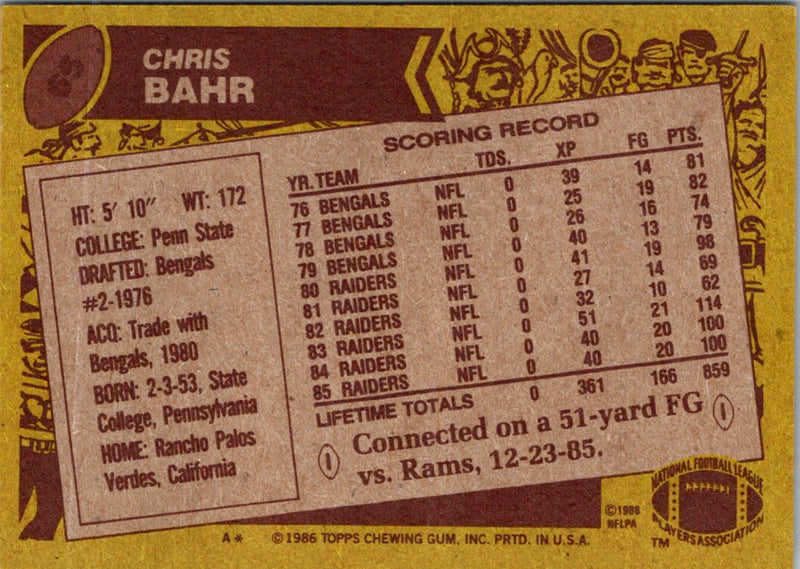 CHRIS
BAHR
HT: 5' 10" WT: 172
COLLEGE: Penn State
DRAFTED: Bengals
#2-1976
ACQ: Trade with
Bengals, 1980
BORN: 2-3-53, State
College, Pennsylvania
HOME: Rancho Palos
Verdes, California
SCORING RECORD
YR. TEAM TDS. XP FG PTS.
76 BENGALS NFL 0 39 14 81
77 BENGALS NFL 0 25 19 82
78 BENGALS NFL 0 26 16 74
79 BENGALS NFL 0 40 13 79
80 RAIDERS NFL 0 41 19 98
81 RAIDERS NFL 0 27 14 69
82 RAIDERS NFL 0 32 10 62
83 RAIDERS NFL 0 51 21 114
84 RAIDERS NFL 0 40 20 100
85 RAIDERS NFL 0 40 20 100
LIFETIME TOTALS 0 361 166 859
Connected on a 51-yard FG
vs. Rams, 12-23-85.
A* ©1986 TOPPS CHEWING GUM, INC. PRTD. IN U.S.A.
©1986
NFLPA
NATIONAL FOOTBALL LEAGUE
PLAYERS ASSOCIATION
TM